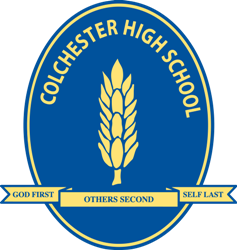 COLCHESTER HIGH SCHOOL
GOD FIRST
OTHERS SECOND
SELF LAST